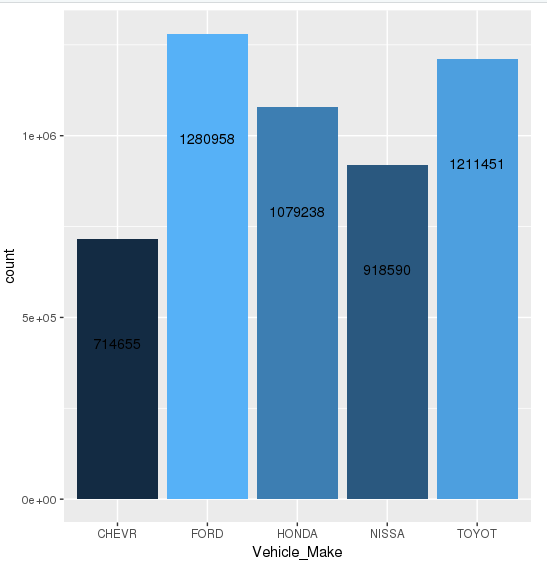 1280958
1e+06
1211451
1079238
918590
count
5e+05
714655
0e+00
CHEVR FORD HONDA NISSA TOYOT
Vehicle_Make